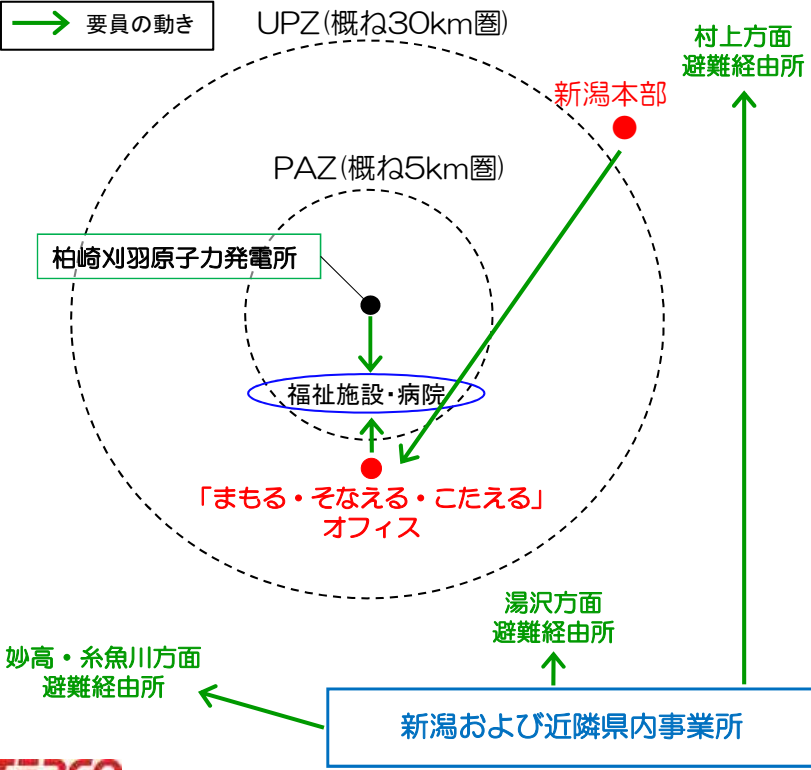 要員の動き
UPZ(概ね30km圏)
村上方面
避難経由所
新潟本部
PAZ(概ね5km圏)
柏崎刈羽原子力発電所
福祉施設・病院
「まもる・そなえる・こたえる」
オフィス
湯沢方面
避難経由所
妙高・糸魚川方面
避難経由所
新潟および近隣県内事業所